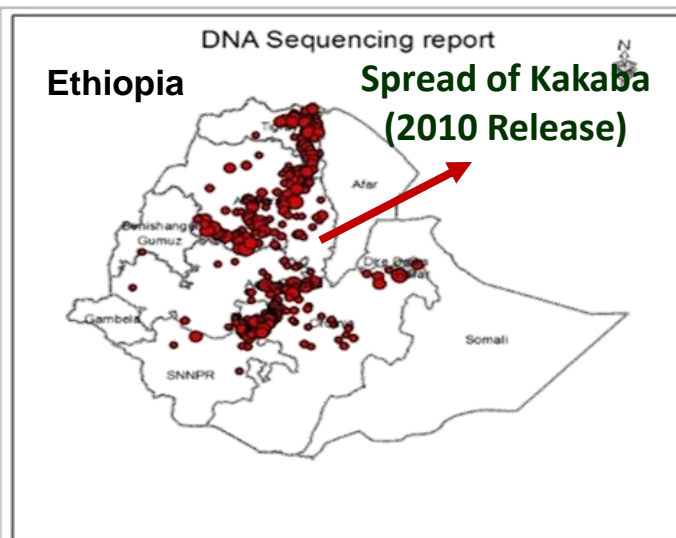 DNA Sequencing report
N
Ethiopia
Spread of Kakaba
(2010 Release)
Afar
Gumuz
Gambela
Somali
SNNPR